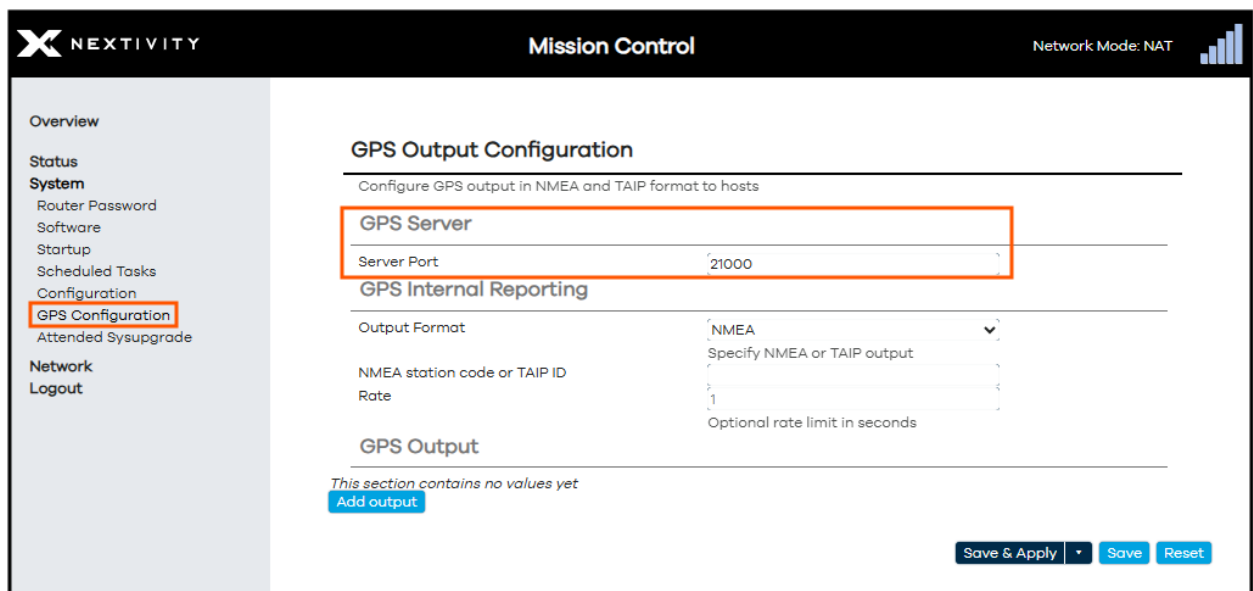 NEXTIVITY
Mission Control
Network Mode: NAT
Overview
Status
System
Router Password
Software
Startup
Scheduled Tasks
Configuration
GPS Configuration
Attended Sysupgrade
Network
Logout
GPS Output Configuration
Configure GPS output in NMEA and TAIP format to hosts
GPS Server
Server Port 21000
GPS Internal Reporting
Output Format NMEA
Specify NMEA or TAIP output
NMEA station code or TAIP ID
Rate 1
Optional rate limit in seconds
GPS Output
This section contains no values yet
Add output
Save & Apply Save Reset